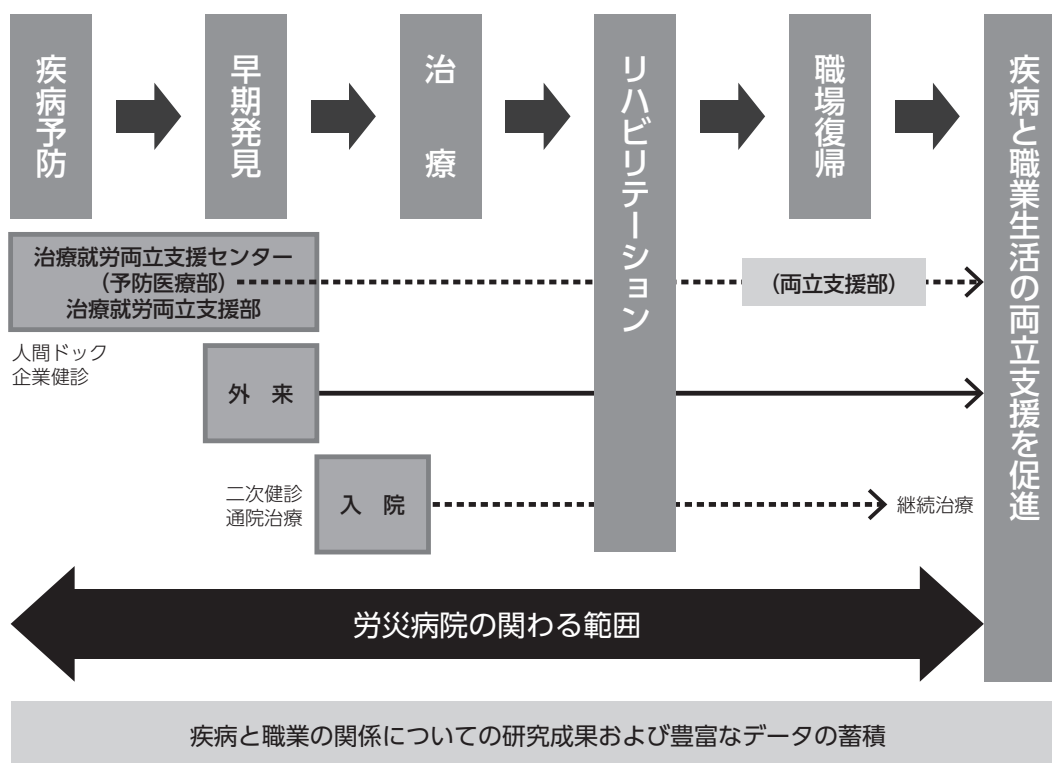 疾病予防
早期発見
治療
リハビリテーション
職場復帰
疾病と職業生活の両立支援を促進
治療就労両立支援センター
（予防医療部）
治療就労両立支援部
（両立支援部）
人間ドック
企業健診
外 来
二次健診
通院治療
入 院
継続治療
労災病院の関わる範囲
疾病と職業の関係についての研究成果および豊富なデータの蓄積